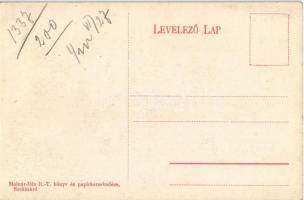 1337
200
LEVELEZŐ LAP
Molnár-féle R.-T. könyv és papirkereskedése,
Szekszárd